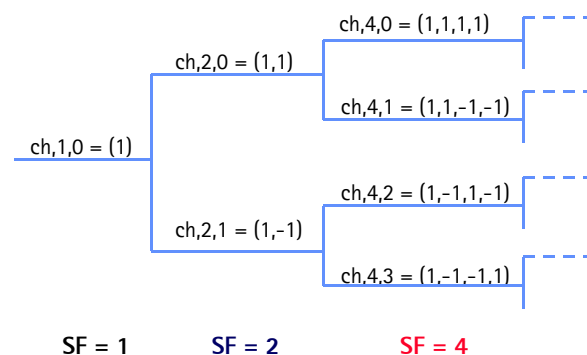 ch,4,0 = (1,1,1,1)
ch,2,0 = (1,1)
ch,4,1 = (1,1,-1,-1)
ch,1,0 = (1)
ch,4,2 = (1,-1,1,-1)
ch,2,1 = (1,-1)
ch,4,3 = (1,-1,-1,1)
SF = 1 SF = 2 SF = 4